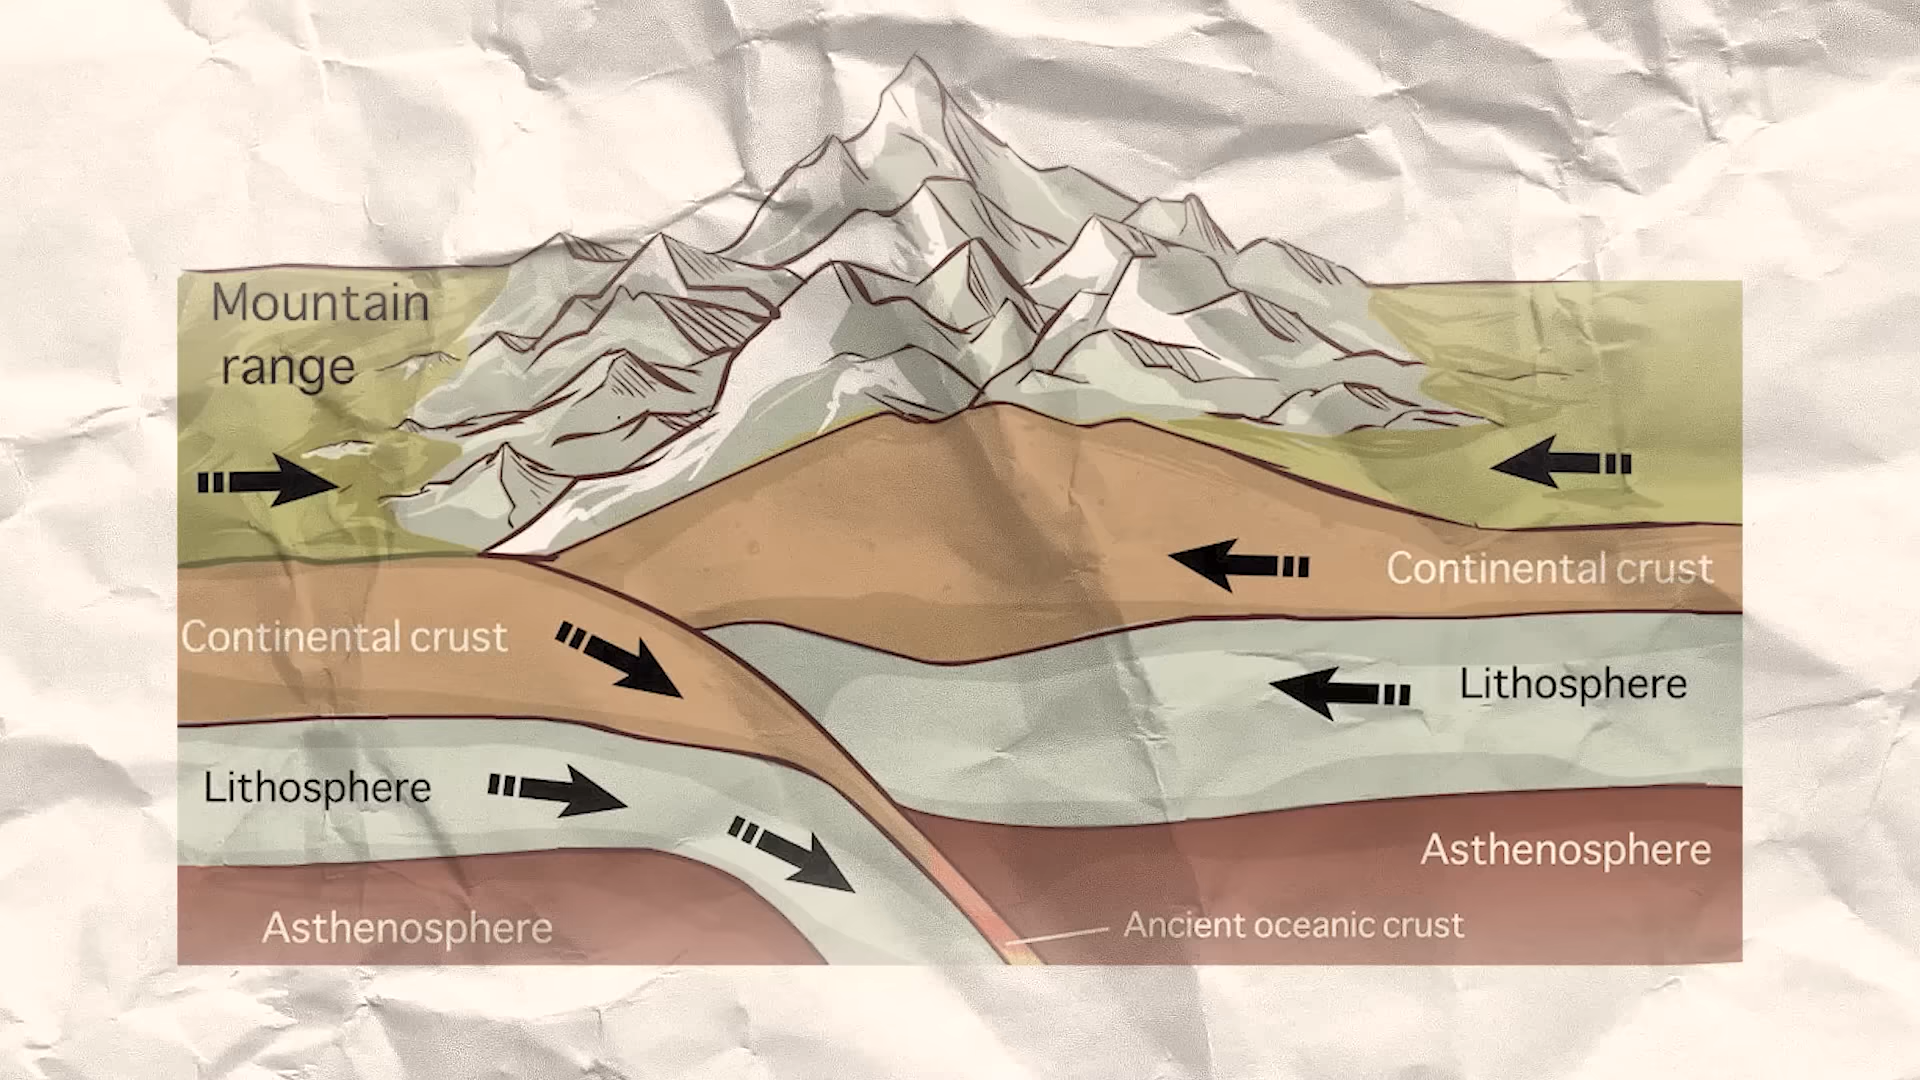 Mountain
range
Continental crust
Continental crust
Lithosphere
Lithosphere
Asthenosphere
Asthenosphere
Ancient oceanic crust